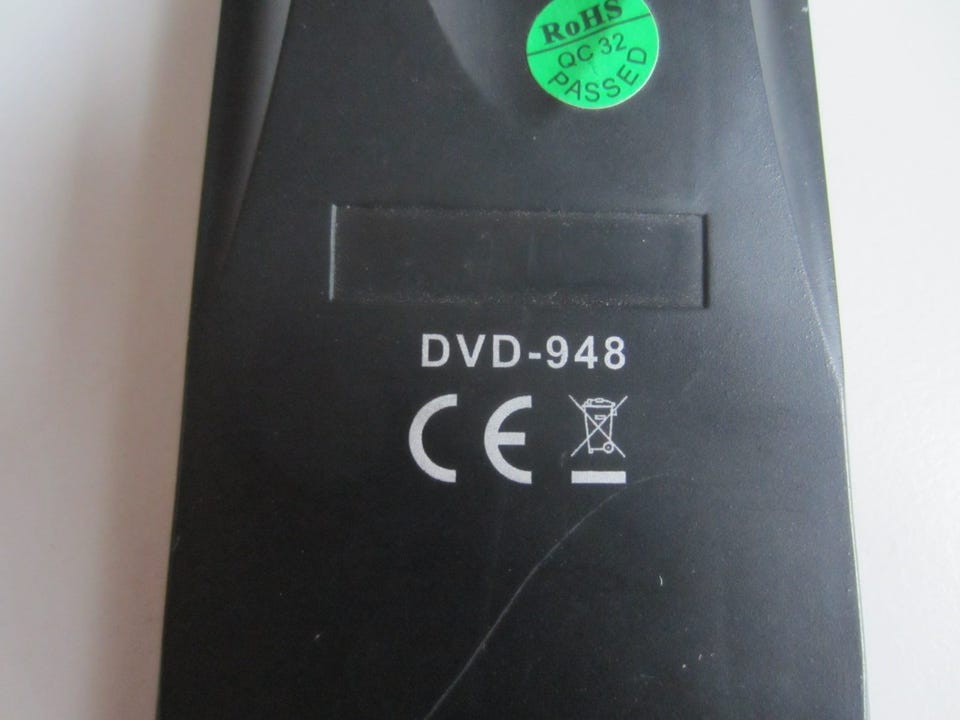 RoHS
QC 32
PASSED
DVD-948
CE